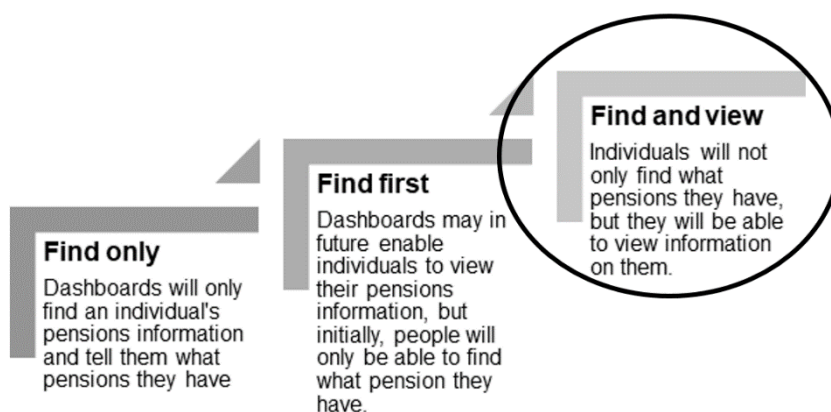 Find only
Dashboards will only
find an individual's
pensions information
and tell them what
pensions they have
Find first
Dashboards may in
future enable
individuals to view
their pensions
information, but
initially, people will
only be able to find
what pension they
have.
Find and view
Individuals will not
only find what
pensions they have,
but they will be able
to view information
on them.